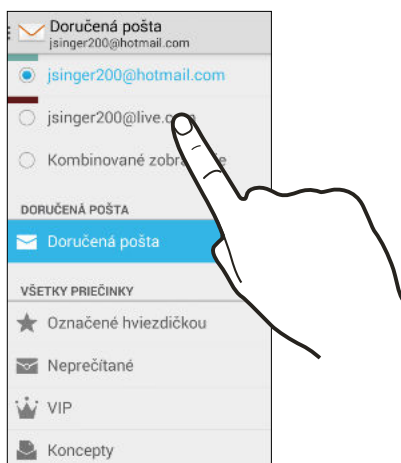 Doručená pošta
jsinger200@hotmail.com
jsinger200@hotmail.com
jsinger200@live.c
Kombinované
DORUČENÁ POŠTA
Doručená pošta
VŠETKY PRIEČINKY
Označené hviezdičkou
Neprečítané
VIP
Koncepty